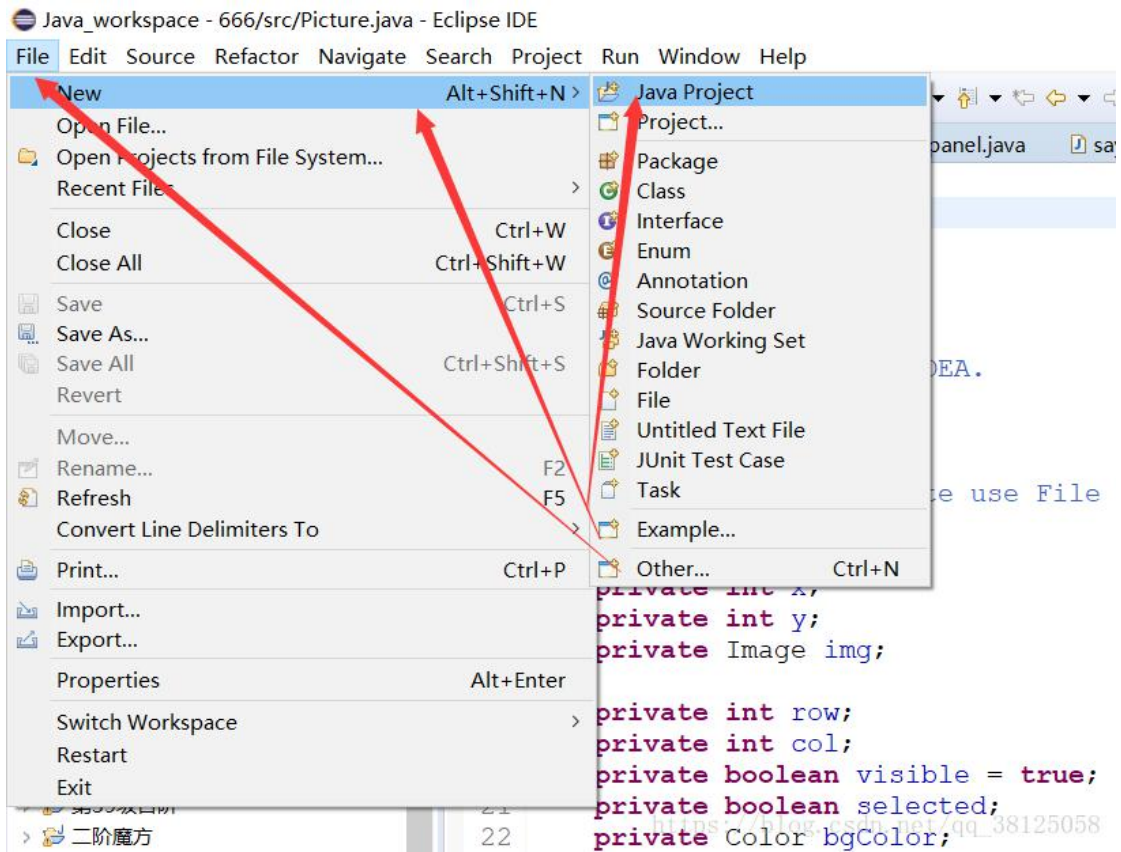 Java_workspace - 666/src/Picture.java - Eclipse IDE
File Edit Source Refactor Navigate Search Project Run Window Help
New Alt+Shift+N >
Open File...
Open Projects from File System...
Recent Files >
Close Ctrl+W
Close All Ctrl+Shift+W
Save Ctrl+S
Save As...
Save All Ctrl+Shift+S
Revert
Move...
Rename... F2
Refresh F5
Convert Line Delimiters To >
Print... Ctrl+P
Import...
Export...
Properties Alt+Enter
Switch Workspace >
Restart
Exit
Java Project
Project...
Package
Class
Interface
Enum
Annotation
Source Folder
Java Working Set
Folder
File
Untitled Text File
JUnit Test Case
Task
Example...
Other... Ctrl+N
panel.java
DEA.
use File
private int x;
private int y;
private Image img;
private int row;
private int col;
private boolean visible = true;
21 private boolean selected;
22 private Color bgColor;
> 二阶魔方
https://blog.csdn.net/qq_38125058